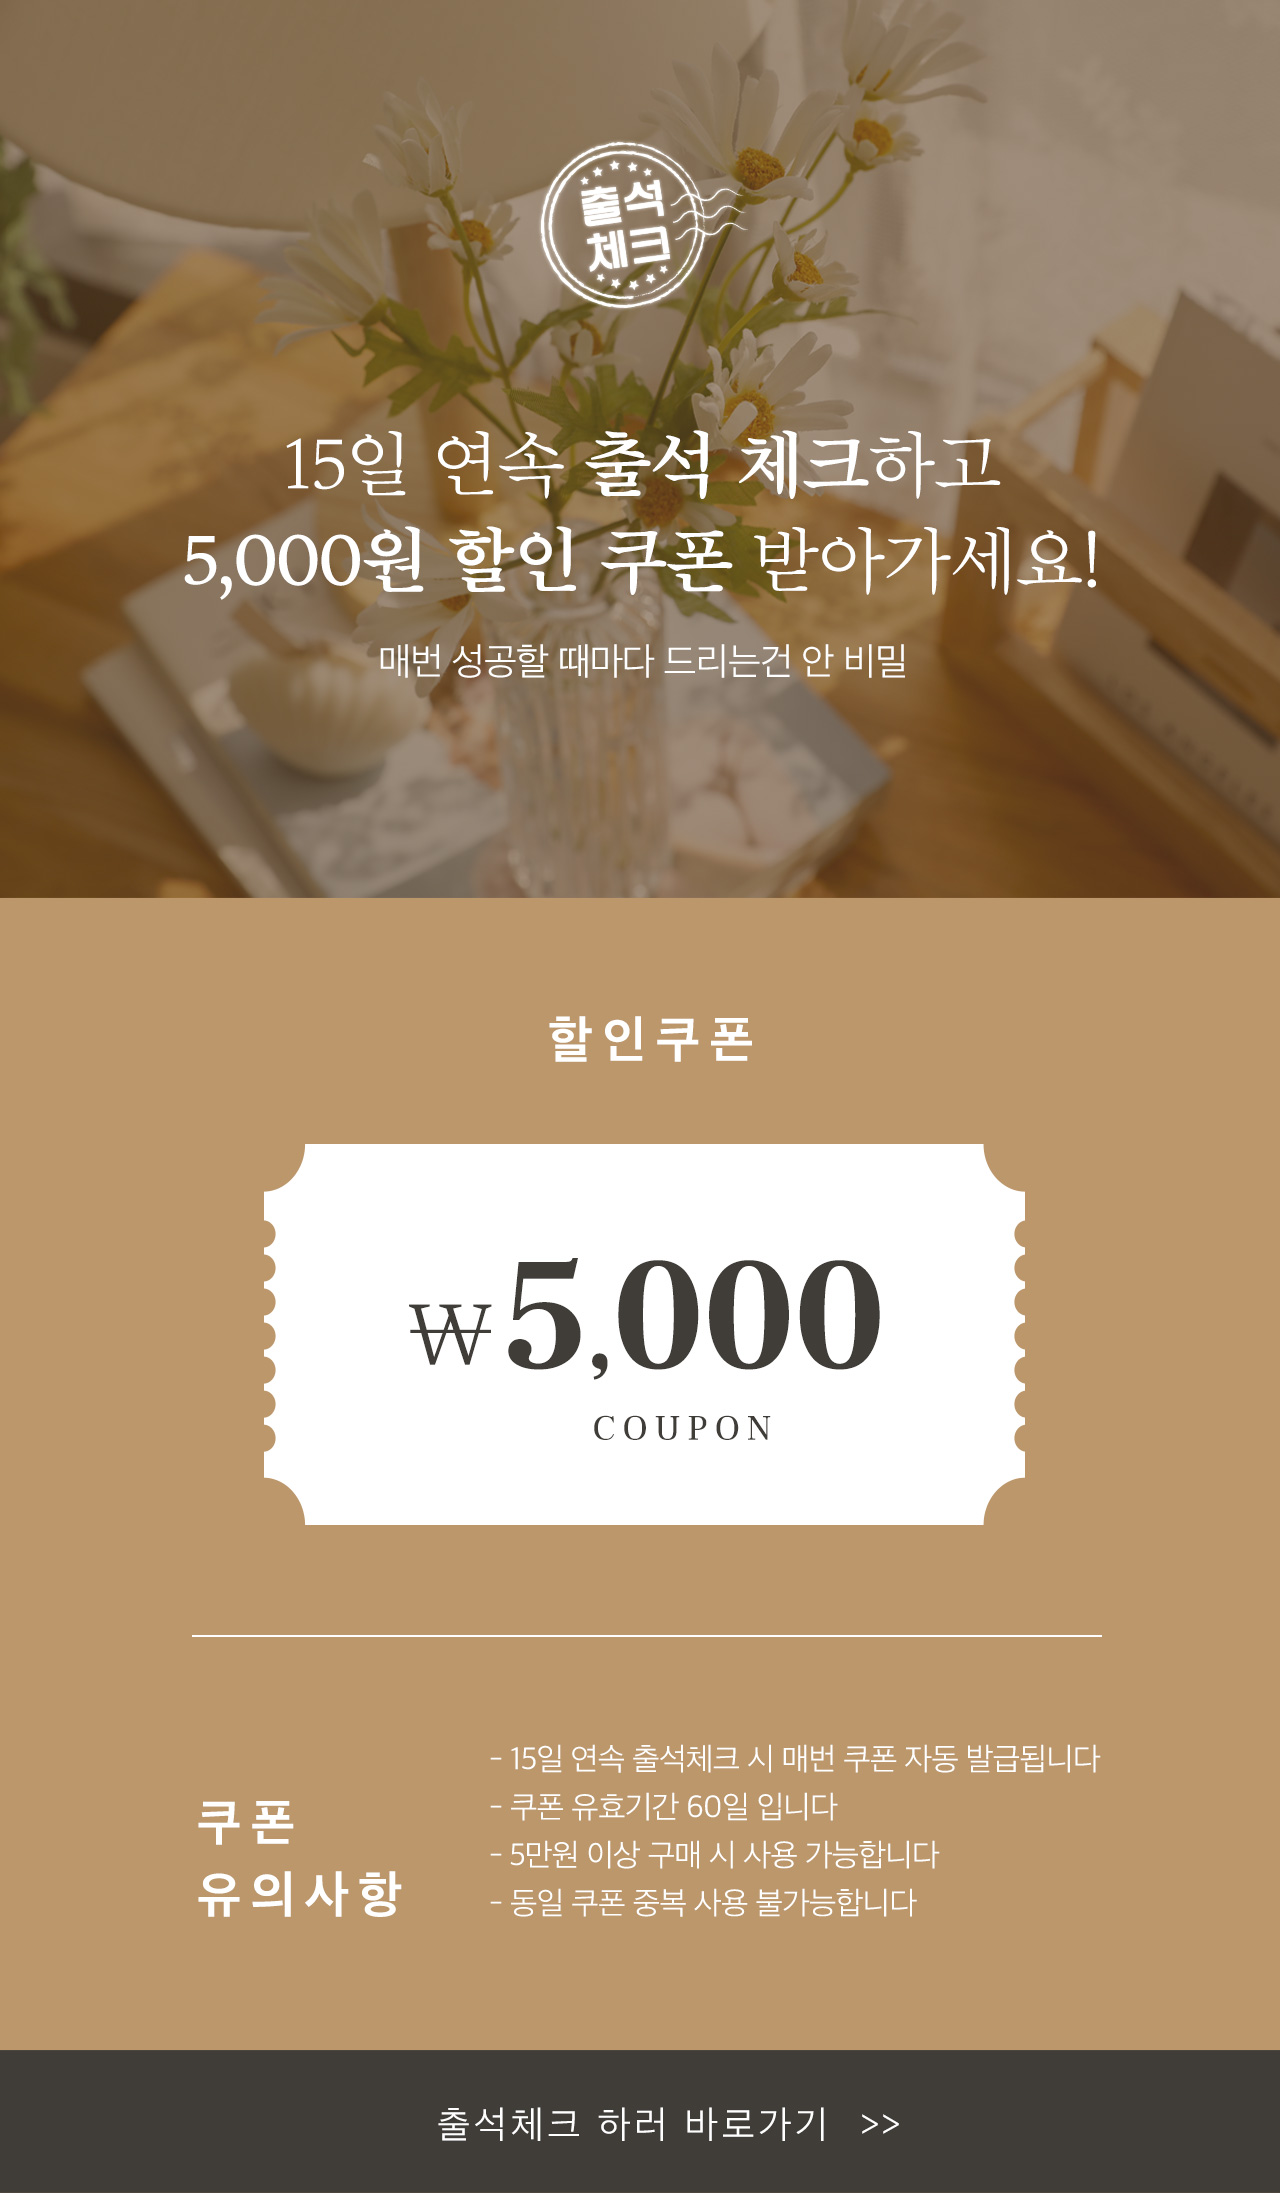 출석
체크
15일 연속 출석 체크하고
5,000원 할인 쿠폰 받아가세요!
매번 성공할 때마다 드리는건 안 비밀
할인쿠폰
₩5,000
COUPON
쿠폰
유의사항
- 15일 연속 출석체크 시 매번 쿠폰 자동 발급됩니다
- 쿠폰 유효기간 60일 입니다
- 5만원 이상 구매 시 사용 가능합니다
- 동일 쿠폰 중복 사용 불가능합니다
출석체크 하러 바로가기 >>